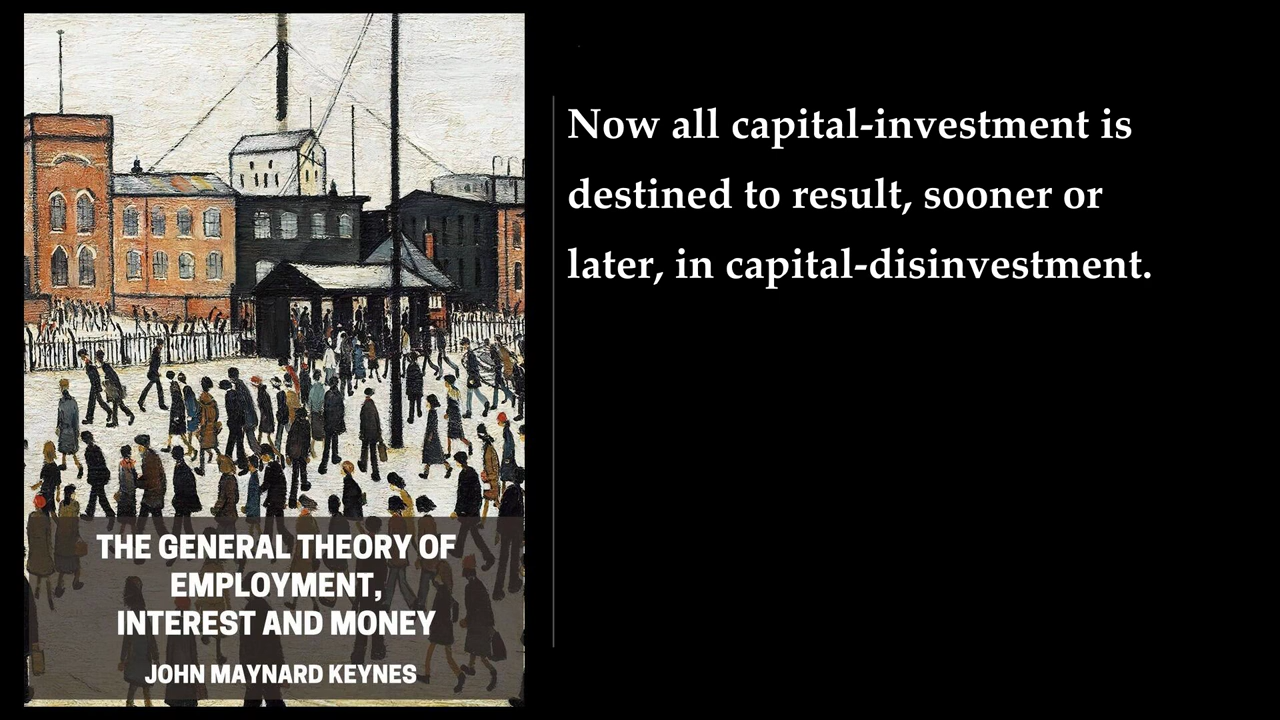 Now all capital-investment is
destined to result, sooner or
later, in capital-disinvestment.
THE GENERAL THEORY OF
EMPLOYMENT,
INTEREST AND MONEY
JOHN MAYNARD KEYNES